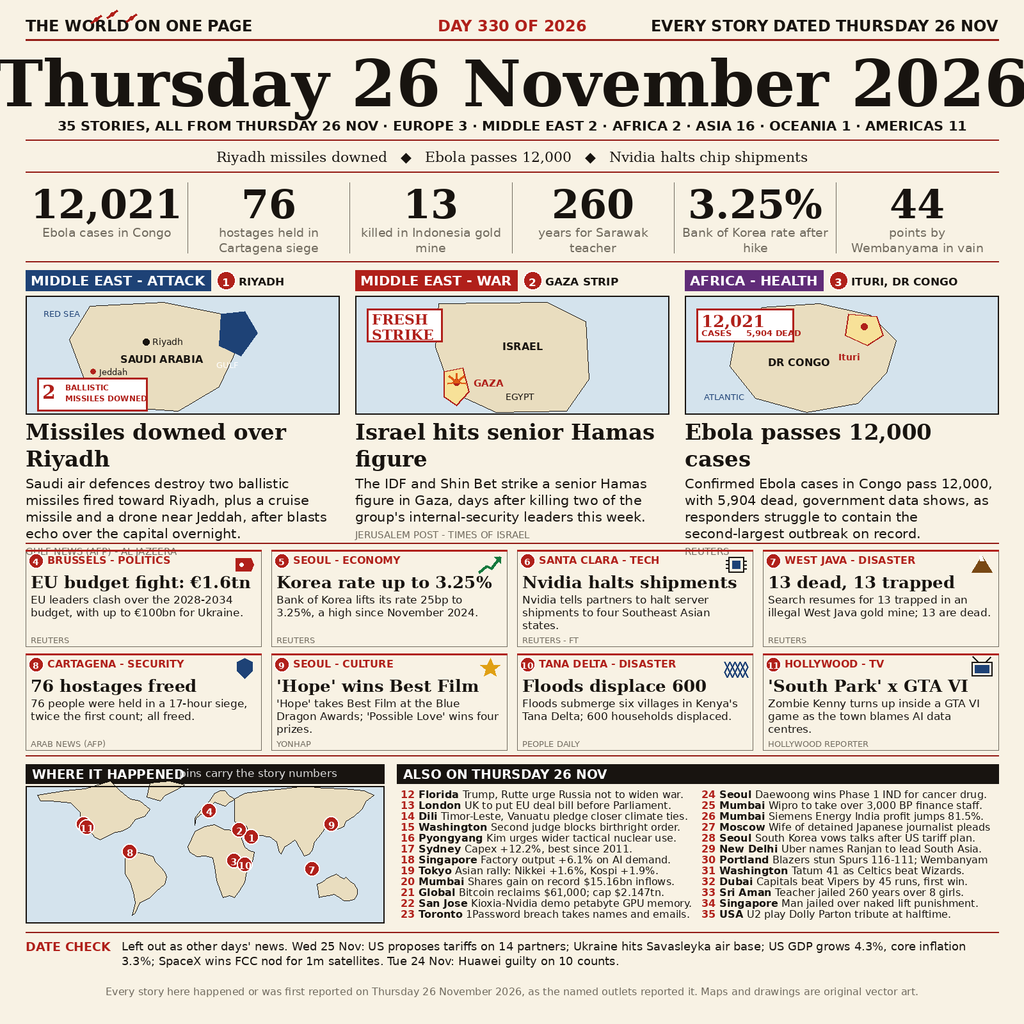 THE WORLD ON ONE PAGE
DAY 330 OF 2026
EVERY STORY DATED THURSDAY 26 NOV
Thursday 26 November 2026
35 STORIES, ALL FROM THURSDAY 26 NOV · EUROPE 3 · MIDDLE EAST 2 · AFRICA 2 · ASIA 16 · OCEANIA 1 · AMERICAS 11
Riyadh missiles downed ◆ Ebola passes 12,000 ◆ Nvidia halts chip shipments
12,021
Ebola cases in Congo
76
hostages held in
Cartagena siege
13
killed in Indonesia gold
mine
260
years for Sarawak
teacher
3.25%
Bank of Korea rate after
hike
44
points by
Wembanyama in vain
MIDDLE EAST - ATTACK
1 RIYADH
RED SEA
Riyadh
SAUDI ARABIA
GULF
Jeddah
2 BALLISTIC
MISSILES DOWNED
Missiles downed over
Riyadh
Saudi air defences destroy two ballistic
missiles fired toward Riyadh, plus a cruise
missile and a drone near Jeddah, after blasts
echo over the capital overnight.
GULF NEWS (AFP) - AL JAZEERA
MIDDLE EAST - WAR
2 GAZA STRIP
FRESH
STRIKE
ISRAEL
GAZA
EGYPT
Israel hits senior Hamas
figure
The IDF and Shin Bet strike a senior Hamas
figure in Gaza, days after killing two of the
group's internal-security leaders this week.
JERUSALEM POST - TIMES OF ISRAEL
AFRICA - HEALTH
3 ITURI, DR CONGO
12,021
CASES 5,904 DEAD
DR CONGO
Ituri
ATLANTIC
Ebola passes 12,000
cases
Confirmed Ebola cases in Congo pass 12,000,
with 5,904 dead, government data shows, as
responders struggle to contain the
second-largest outbreak on record.
REUTERS
4 BRUSSELS - POLITICS
EU budget fight: €1.6tn
EU leaders clash over the 2028-2034
budget, with up to €100bn for Ukraine.
REUTERS
5 SEOUL - ECONOMY
Korea rate up to 3.25%
Bank of Korea lifts its rate 25bp to
3.25%, a high since November 2024.
REUTERS
6 SANTA CLARA - TECH
Nvidia halts shipments
Nvidia tells partners to halt server
shipments to four Southeast Asian
states.
REUTERS - FT
7 WEST JAVA - DISASTER
13 dead, 13 trapped
Search resumes for 13 trapped in an
illegal West Java gold mine; 13 are dead.
REUTERS
8 CARTAGENA - SECURITY
76 hostages freed
76 people were held in a 17-hour siege,
twice the first count; all freed.
ARAB NEWS (AFP)
9 SEOUL - CULTURE
'Hope' wins Best Film
'Hope' takes Best Film at the Blue
Dragon Awards; 'Possible Love' wins four
prizes.
YONHAP
10 TANA DELTA - DISASTER
Floods displace 600
Floods submerge six villages in Kenya's
Tana Delta; 600 households displaced.
PEOPLE DAILY
11 HOLLYWOOD - TV
'South Park' x GTA VI
Zombie Kenny turns up inside a GTA VI
game as the town blames AI data
centres.
HOLLYWOOD REPORTER
WHERE IT HAPPENED pins carry the story numbers
4
11
2
1
9
8
3
10
7
ALSO ON THURSDAY 26 NOV
12 Florida Trump, Rutte urge Russia not to widen war.
13 London UK to put EU deal bill before Parliament.
14 Dili Timor-Leste, Vanuatu pledge closer climate ties.
15 Washington Second judge blocks birthright order.
16 Pyongyang Kim urges wider tactical nuclear use.
17 Sydney Capex +12.2%, best since 2011.
18 Singapore Factory output +6.1% on AI demand.
19 Tokyo Asian rally: Nikkei +1.6%, Kospi +1.9%.
20 Mumbai Shares gain on record $15.16bn inflows.
21 Global Bitcoin reclaims $61,000; cap $2.147tn.
22 San Jose Kioxia-Nvidia demo petabyte GPU memory.
23 Toronto 1Password breach takes names and emails.
24 Seoul Daewoong wins Phase 1 IND for cancer drug.
25 Mumbai Wipro to take over 3,000 BP finance staff.
26 Mumbai Siemens Energy India profit jumps 81.5%.
27 Moscow Wife of detained Japanese journalist pleads
28 Seoul South Korea vows talks after US tariff plan.
29 New Delhi Uber names Ranjan to lead South Asia.
30 Portland Blazers stun Spurs 116-111; Wembanyam
31 Washington Tatum 41 as Celtics beat Wizards.
32 Dubai Capitals beat Vipers by 45 runs, first win.
33 Sri Aman Teacher jailed 260 years over 8 girls.
34 Singapore Man jailed over naked lift punishment.
35 USA U2 play Dolly Parton tribute at halftime.
DATE CHECK Left out as other days' news. Wed 25 Nov: US proposes tariffs on 14 partners; Ukraine hits Savasleyka air base; US GDP grows 4.3%, core inflation
3.3%; SpaceX wins FCC nod for 1m satellites. Tue 24 Nov: Huawei guilty on 10 counts.
Every story here happened or was first reported on Thursday 26 November 2026, as the named outlets reported it. Maps and drawings are original vector art.